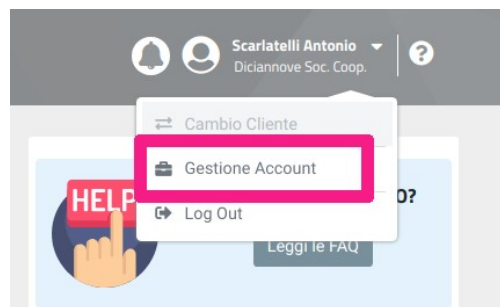 Scarlatelli Antonio
Diciannove Soc. Coop.
?
Cambio Cliente
Gestione Account
Log Out
HELP
O?
Leggi le FAQ